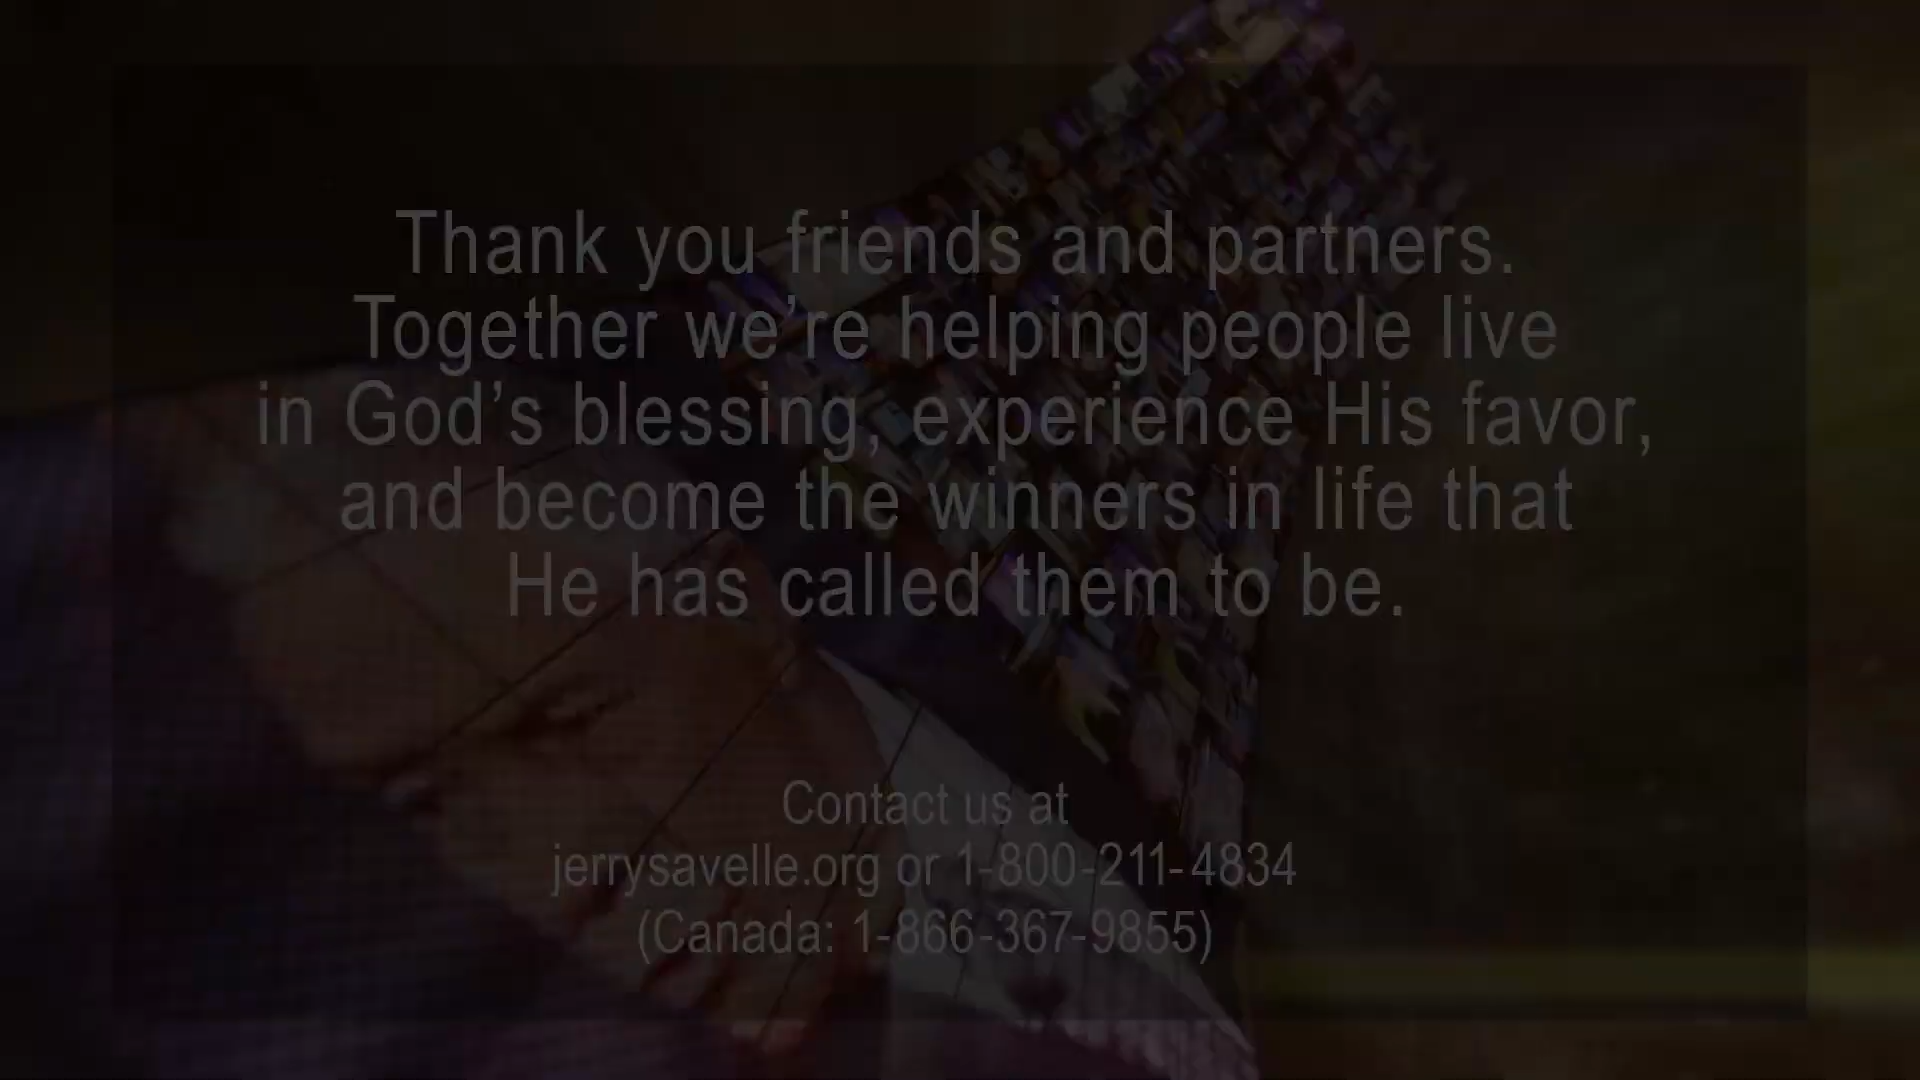 Thank you friends and partners.
Together we’re helping people live
in God’s blessing, experience His favor,
and become the winners in life that
He has called them to be.
Contact us at
jerrysavelle.org or 1-800-211-4834
(Canada: 1-866-367-9855)